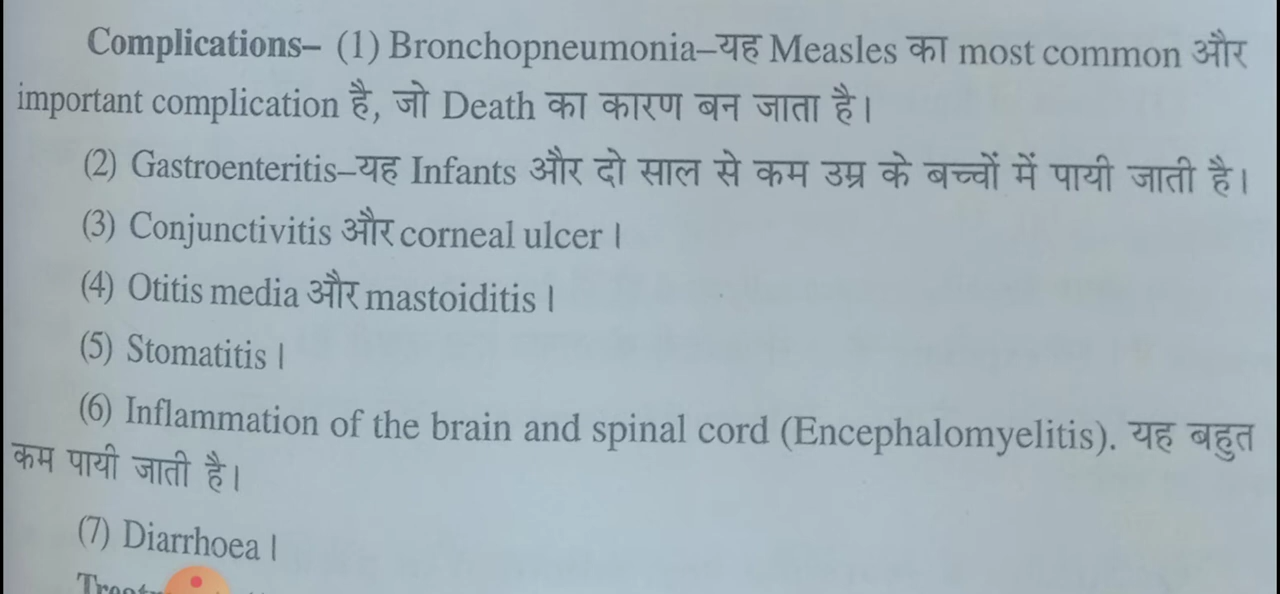 Complications– (1) Bronchopneumonia–यह Measles का most common और
important complication है, जो Death का कारण बन जाता है।
(2) Gastroenteritis–यह Infants और दो साल से कम उम्र के बच्चों में पायी जाती है।
(3) Conjunctivitis और corneal ulcer।
(4) Otitis media और mastoiditis।
(5) Stomatitis।
(6) Inflammation of the brain and spinal cord (Encephalomyelitis). यह बहुत
कम पायी जाती है।
(7) Diarrhoea।